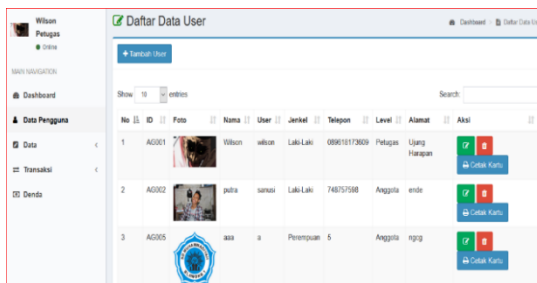 Wilson
Petugas
Online
MAIN NAVIGATION
Dashboard
Data Pengguna
Data
Transaksi
Denda
Daftar Data User
Dashboard
Daftar Data Us
+ Tambah User
Show 10 entries
Search:
No ID Foto Nama User Jenkel Telepon Level Alamat Aksi
1 AG001 Wilson wilson Laki-Laki 089618173609 Petugas Ujung Harapan
Cetak Kartu
2 AG002 putra sanusi Laki-Laki 748757598 Anggota ende
Cetak Kartu
3 AG005 aaa a Perempuan 5 Anggota ngcg
Cetak Kartu